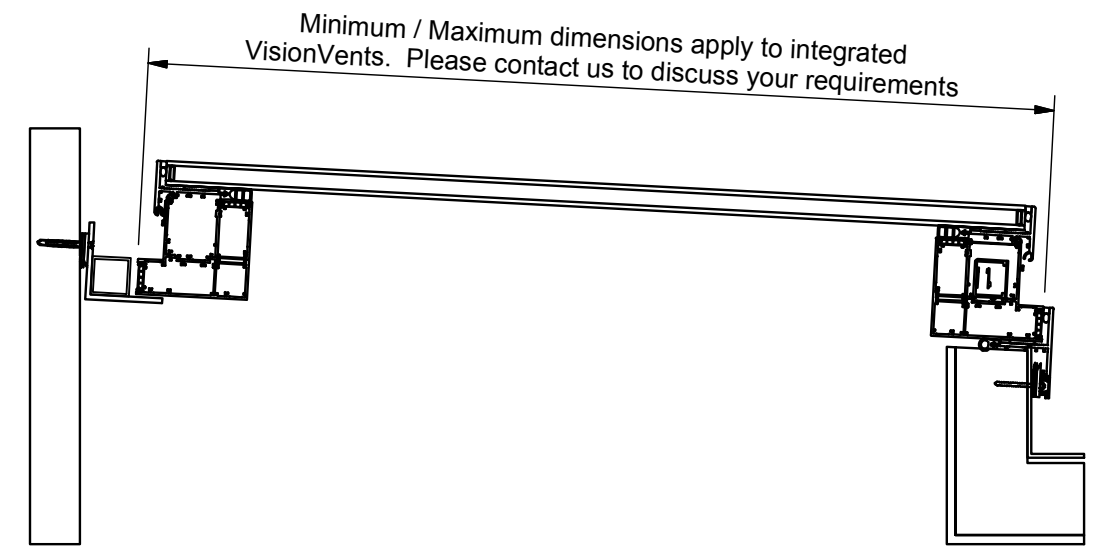 Minimum / Maximum dimensions apply to integrated
VisionVents.  Please contact us to discuss your requirements